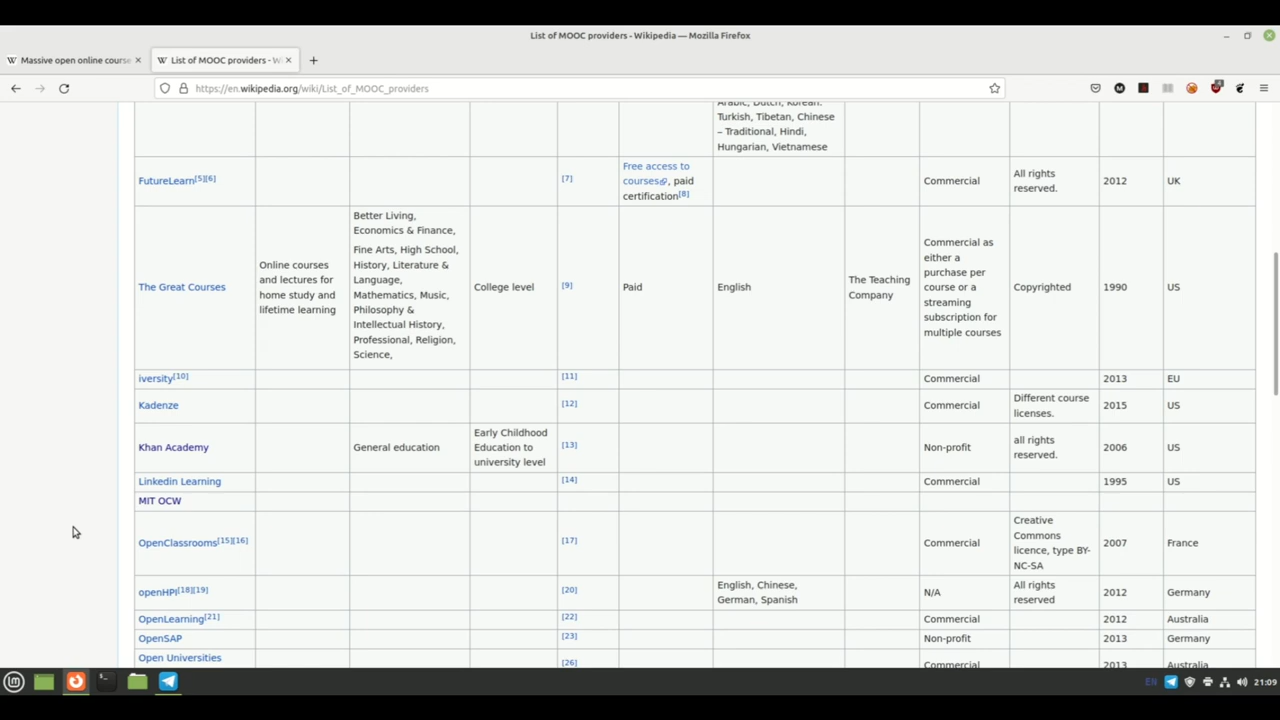 List of MOOC providers - Wikipedia — Mozilla Firefox
Massive open online course
List of MOOC providers - Wi
https://en.wikipedia.org/wiki/List_of_MOOC_providers
4
Arabic, Dutch, Korean.
Turkish, Tibetan, Chinese
– Traditional, Hindi,
Hungarian, Vietnamese
FutureLearn[5][6]
[7]
Free access to
courses, paid
certification[8]
Commercial
All rights
reserved.
2012
UK
The Great Courses
Online courses
and lectures for
home study and
lifetime learning
Better Living,
Economics & Finance,
Fine Arts, High School,
History, Literature &
Language,
Mathematics, Music,
Philosophy &
Intellectual History,
Professional, Religion,
Science,
College level
[9]
Paid
English
The Teaching
Company
Commercial as
either a
purchase per
course or a
streaming
subscription for
multiple courses
Copyrighted
1990
US
iversity[10]
[11]
Commercial
2013
EU
Kadenze
[12]
Commercial
Different course
licenses.
2015
US
Khan Academy
General education
Early Childhood
Education to
university level
[13]
Non-profit
all rights
reserved.
2006
US
Linkedin Learning
[14]
Commercial
1995
US
MIT OCW
OpenClassrooms[15][16]
[17]
Commercial
Creative
Commons
licence, type BY-
NC-SA
2007
France
openHPI[18][19]
[20]
English, Chinese,
German, Spanish
N/A
All rights
reserved
2012
Germany
OpenLearning[21]
[22]
Commercial
2012
Australia
OpenSAP
[23]
Non-profit
2013
Germany
Open Universities
[26]
Commercial
2013
Australia
EN
21:09